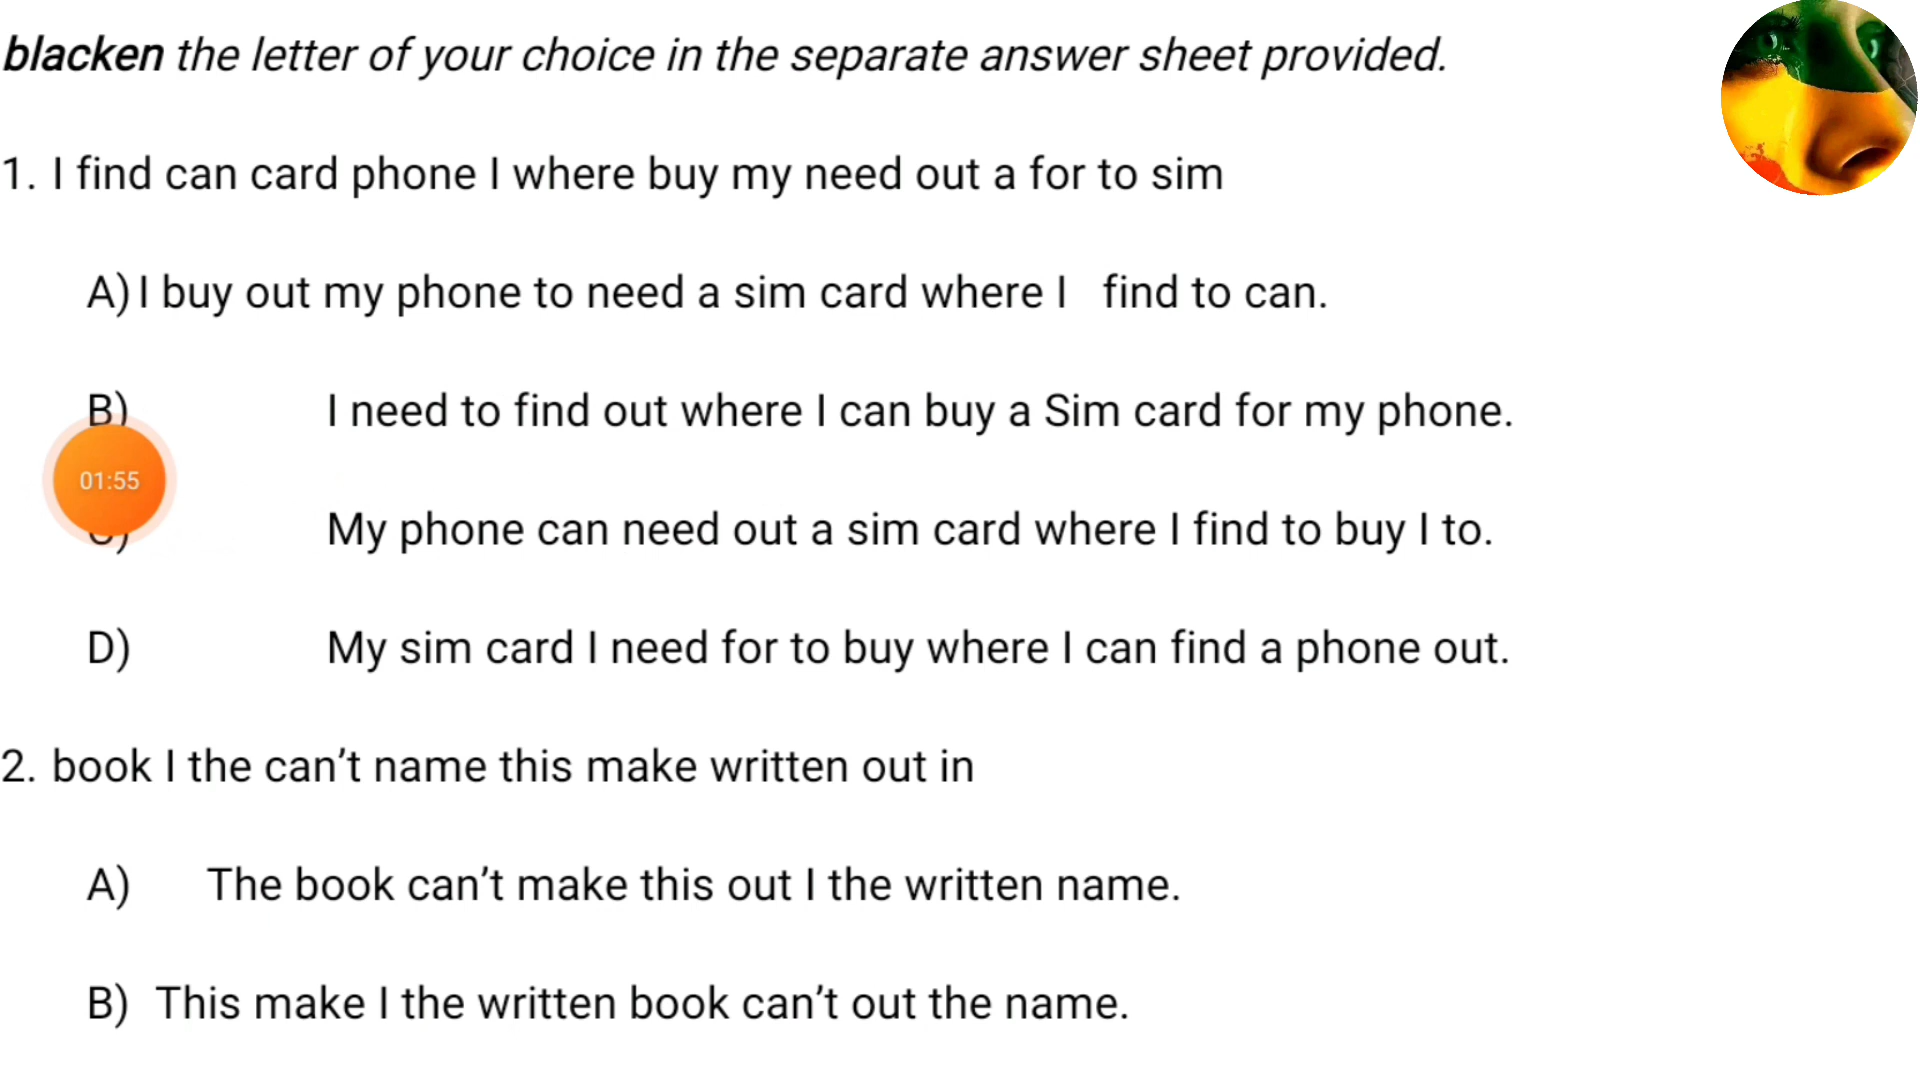 blacken the letter of your choice in the separate answer sheet provided.
1. I find can card phone I where buy my need out a for to sim
A) I buy out my phone to need a sim card where I find to can.
B) I need to find out where I can buy a Sim card for my phone.
01:55
My phone can need out a sim card where I find to buy I to.
D) My sim card I need for to buy where I can find a phone out.
2. book I the can’t name this make written out in
A) The book can’t make this out I the written name.
B) This make I the written book can’t out the name.